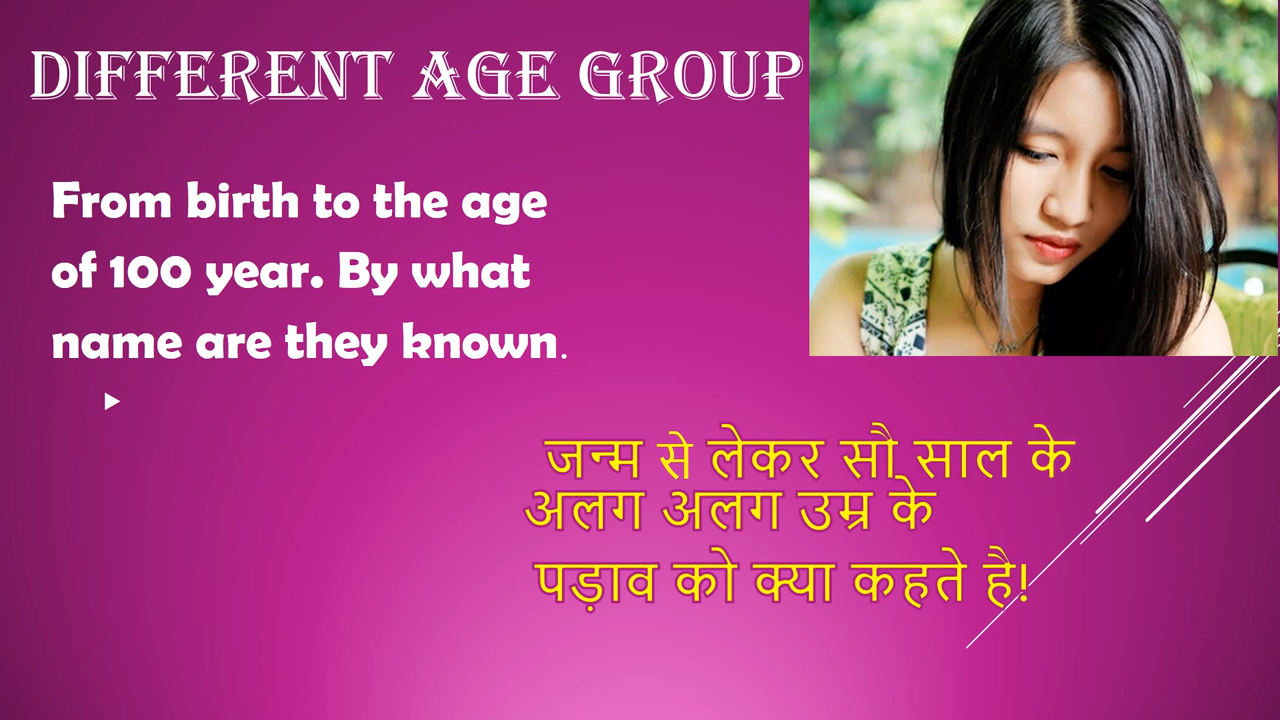 DIFFERENT AGE GROUP
From birth to the age
of 100 year. By what
name are they known.
जन्म से लेकर सौ साल के
अलग अलग उम्र के
पड़ाव को क्या कहते है!